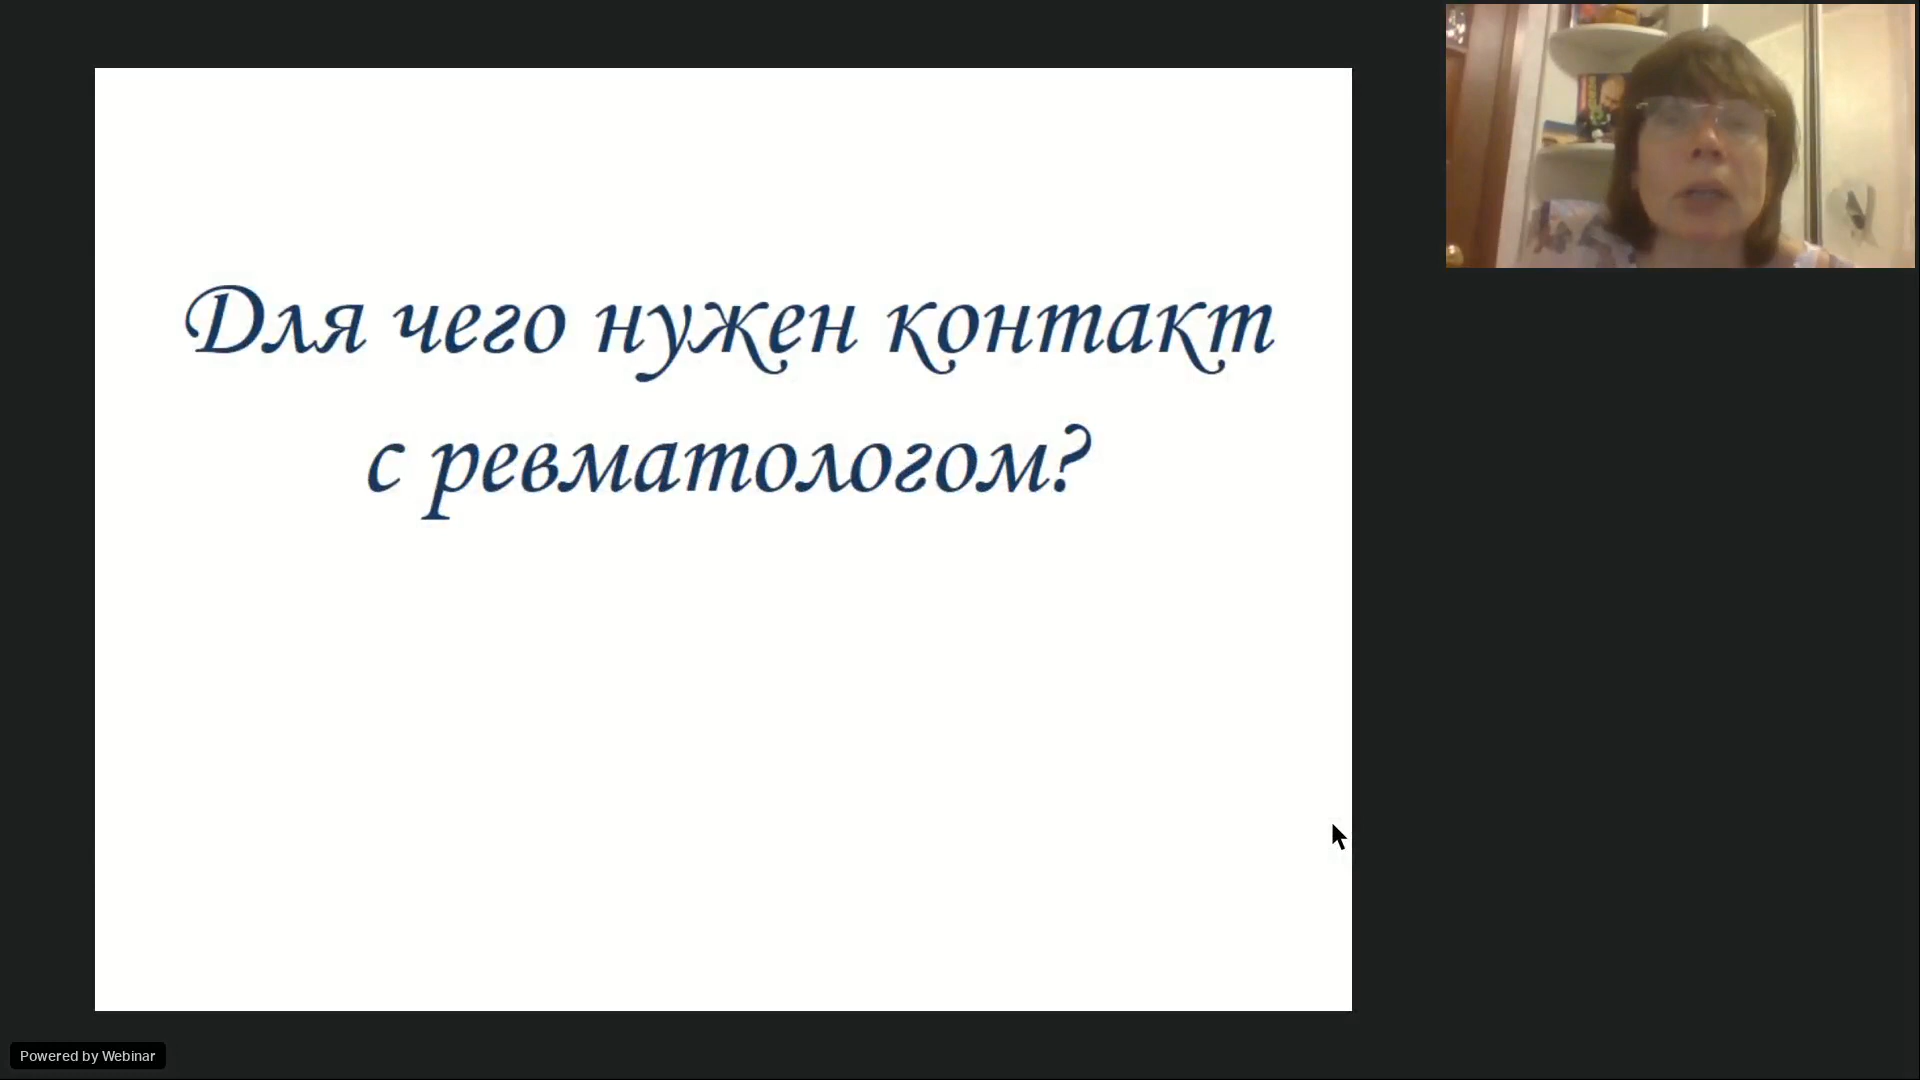 Для чего нужен контакт
с ревматологом?
Powered by Webinar